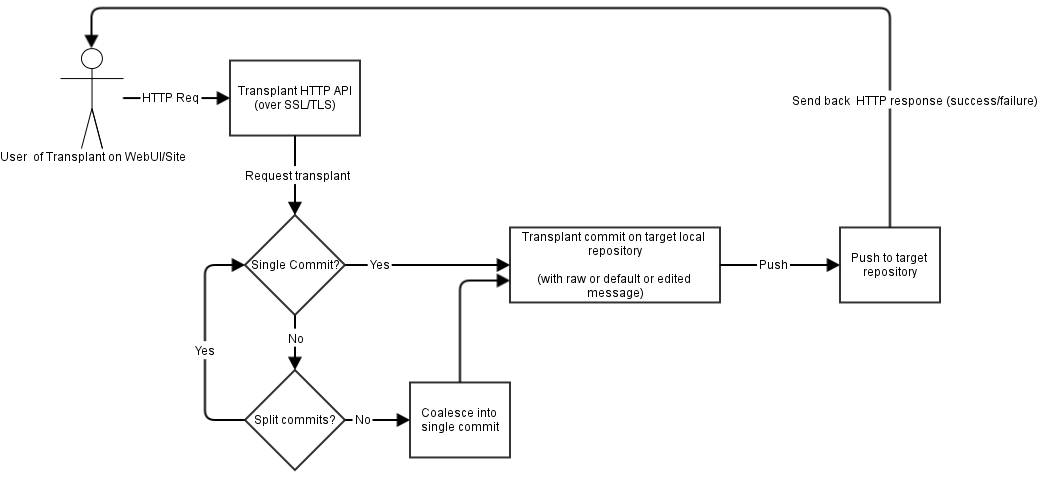 HTTP Req
Transplant HTTP API
(over SSL/TLS)
Send back HTTP response (success/failure)
User of Transplant on WebUI/Site
Request transplant
Single Commit?
Yes
Transplant commit on target local
repository
(with raw or default or edited
message)
Push
Push to target
repository
No
Yes
Split commits?
No
Coalesce into
single commit